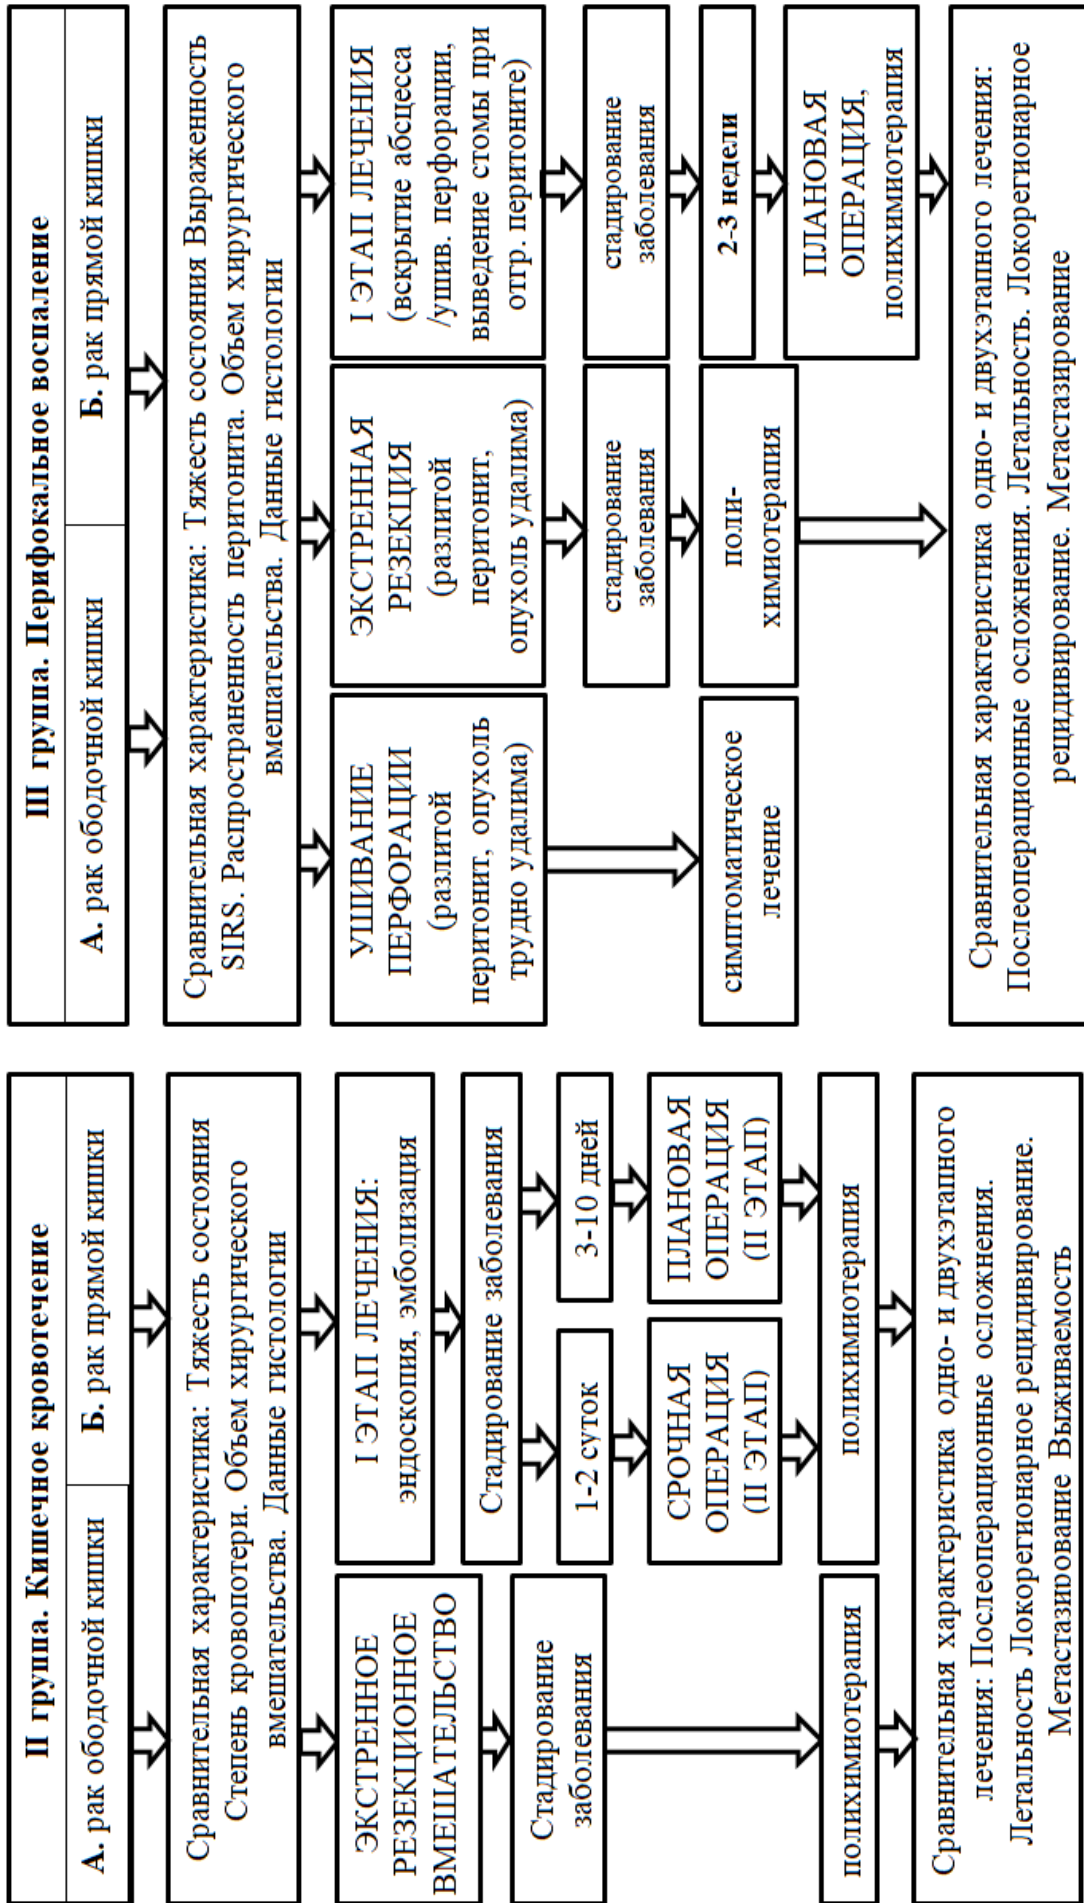 II группа. Кишечное кровотечение
А. рак ободочной кишки
Б. рак прямой кишки
Сравнительная характеристика: Тяжесть состояния
Степень кровопотери. Объем хирургического
вмешательства. Данные гистологии
ЭКСТРЕННОЕ
РЕЗЕКЦИОННОЕ
ВМЕШАТЕЛЬСТВО
I ЭТАП ЛЕЧЕНИЯ:
эндоскопия, эмболизация
Стадирование
заболевания
Стадирование заболевания
1-2 суток
3-10 дней
СРОЧНАЯ
ОПЕРАЦИЯ
(II ЭТАП)
ПЛАНОВАЯ
ОПЕРАЦИЯ
(II ЭТАП)
полихимиотерапия
полихимиотерапия
Сравнительная характеристика одно- и двухэтапного
лечения: Послеоперационные осложнения.
Летальность Локорегионарное рецидивирование.
Метастазирование Выживаемость
III группа. Перифокальное воспаление
А. рак ободочной кишки
Б. рак прямой кишки
Сравнительная характеристика: Тяжесть состояния Выраженность
SIRS. Распространенность перитонита. Объем хирургического
вмешательства. Данные гистологии
УШИВАНИЕ
ПЕРФОРАЦИИ
(разлитой
перитонит, опухоль
трудно удалима)
ЭКСТРЕННАЯ
РЕЗЕКЦИЯ
(разлитой
перитонит,
опухоль удалима)
I ЭТАП ЛЕЧЕНИЯ
(вскрытие абсцесса
/ушив. перфорации,
выведение стомы при
отгр. перитоните)
стадирование
заболевания
стадирование
заболевания
2-3 недели
симптоматическое
лечение
поли-
химиотерапия
ПЛАНОВАЯ
ОПЕРАЦИЯ,
полихимиотерапия
Сравнительная характеристика одно- и двухэтапного лечения:
Послеоперационные осложнения. Летальность. Локорегионарное
рецидивирование. Метастазирование